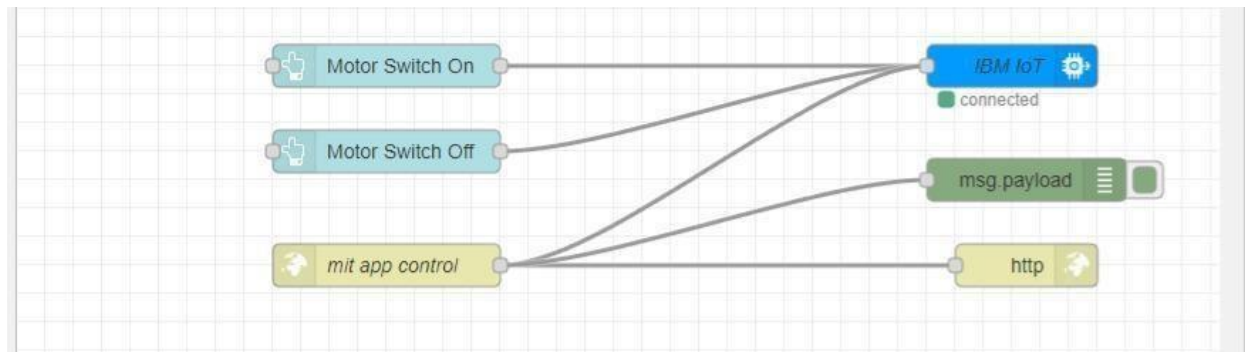 Motor Switch On
IBM IoT
connected
Motor Switch Off
msg.payload
mit app control
http